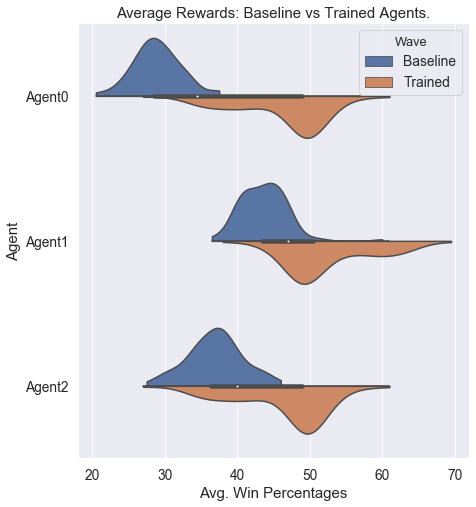 Average Rewards: Baseline vs Trained Agents.
Wave
Baseline
Trained
Agent0
Agent1
Agent2
Agent
20 30 40 50 60 70
Avg. Win Percentages